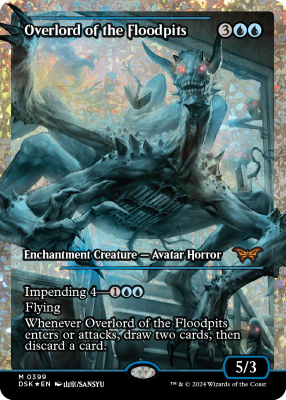 Overlord of the Floodpits 3
Enchantment Creature — Avatar Horror
Impending 4—1
Flying
Whenever Overlord of the Floodpits
enters or attacks, draw two cards, then
discard a card.
5/3
M 0399
DSK EN 山宗/SANSYU
™ & © 2024 Wizards of the Coast